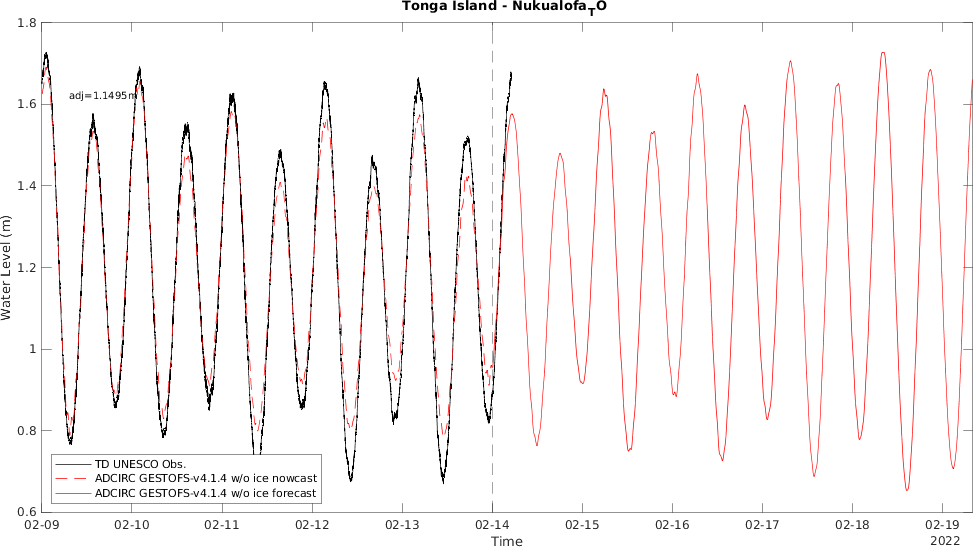 Tonga Island - NukualofaTO
1.8
1.6
1.4
1.2
1
0.8
0.6
Water Level (m)
adj=1.1495m
TD UNESCO Obs.
ADCIRC GESTOFS-v4.1.4 w/o ice nowcast
ADCIRC GESTOFS-v4.1.4 w/o ice forecast
02-09 02-10 02-11 02-12 02-13 02-14 02-15 02-16 02-17 02-18 02-19
Time
2022